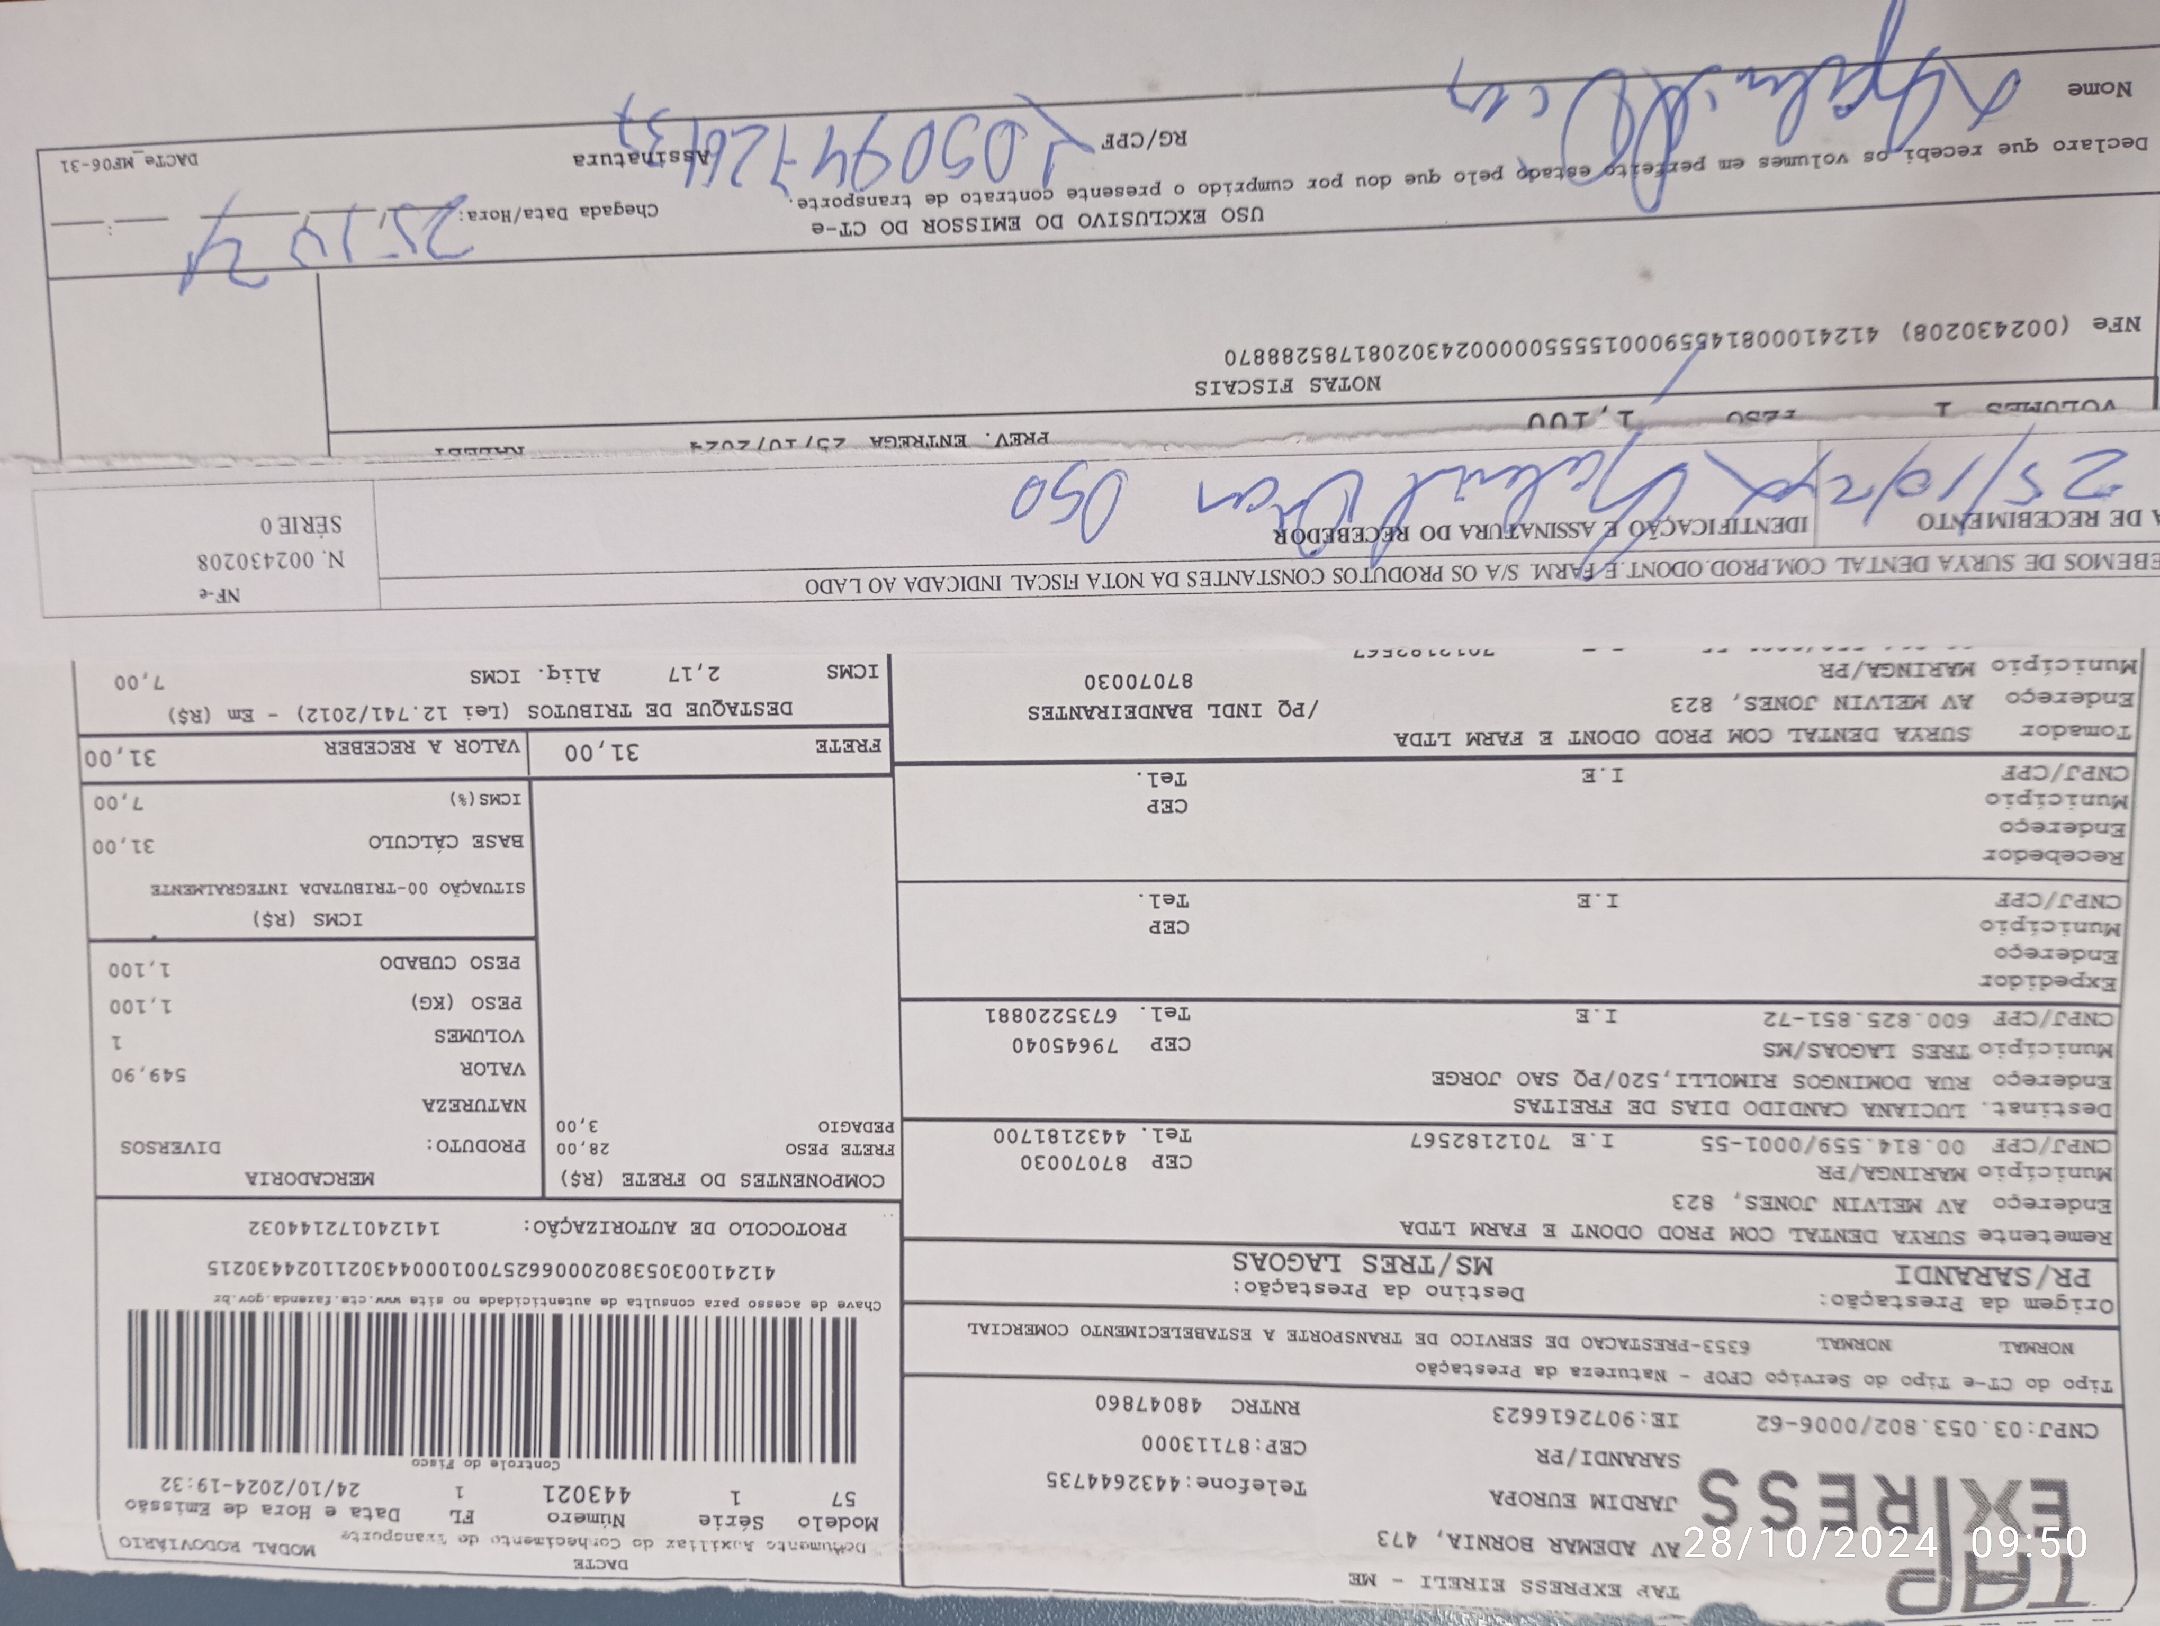 TAP EXPRESS EIRELI - ME
AV ADEMAR BORNIA, 473
JARDIM EUROPA
Telefone:4432644735
SARANDI/PR
CEP:87113000
CNPJ:03.053.802/0006-62 IE:9072616623 RNTRC 48047860
DACTE
Documento Auxiliar do Conhecimento de Transporte MODAL RODOVIÁRIO
Modelo Série Número FL Data e Hora de Emissão
57 1 443021 1 24/10/2024-19:32
Controle do Fisco
Chave de acesso para consulta de autenticidade no site www.cte.fazenda.gov.br
41241003053802000662570010004430211024430215
PROTOCOLO DE AUTORIZAÇÃO: 141240172144032
Tipo do CT-e Tipo do Serviço CFOP - Natureza da Prestação
NORMAL NORMAL 6353-PRESTACAO DE SERVICO DE TRANSPORTE A ESTABELECIMENTO COMERCIAL
Origem da Prestação: Destino da Prestação:
PR/SARANDI MS/TRES LAGOAS
Remetente SURYA DENTAL COM PROD ODONT E FARM LTDA
Endereço AV MELVIN JONES, 823
Município MARINGA/PR CEP 87070030
CNPJ/CPF 00.814.559/0001-55 I.E 7012182567 Tel. 4432181700
Destinat. LUCIANA CANDIDO DIAS DE FREITAS
Endereço RUA DOMINGOS RIMOLLI,520/PQ SAO JORGE
Município TRES LAGOAS/MS CEP 79645040
CNPJ/CPF 600.825.851-72 I.E Tel. 6735220881
Expedidor
Endereço
Município CEP
CNPJ/CPF I.E Tel.
Recebedor
Endereço
Município CEP
CNPJ/CPF I.E Tel.
Tomador SURYA DENTAL COM PROD ODONT E FARM LTDA
Endereço AV MELVIN JONES, 823 /PQ INDL BANDEIRANTES
Município MARINGA/PR 87070030
7012182567
COMPONENTES DO FRETE (R$)
FRETE PESO 28,00
PEDAGIO 3,00
MERCADORIA
PRODUTO: DIVERSOS
NATUREZA
VALOR 549,90
VOLUMES 1
PESO (KG) 1,100
PESO CUBADO 1,100
ICMS (R$)
SITUAÇÃO 00-TRIBUTADA INTEGRALMENTE
BASE CÁLCULO 31,00
ICMS(%) 7,00
FRETE 31,00 VALOR A RECEBER 31,00
DESTAQUE DE TRIBUTOS (Lei 12.741/2012) - Em (R$)
ICMS 2,17 Aliq. ICMS 7,00
EBEMOS DE SURYA DENTAL COM.PROD.ODONT.E FARM. S/A OS PRODUTOS CONSTANTES DA NOTA FISCAL INDICADA AO LADO
A DE RECEBIMENTO IDENTIFICAÇÃO E ASSINATURA DO RECEBEDOR
25/10/24 050
NF-e
N. 002430208
SÉRIE 0
PREV. ENTREGA 25/10/2024
VOLUMES 1 PESO 1,100
NOTAS FISCAIS
NFe (002430208) 41241000814559000155550000024302081785288870
USO EXCLUSIVO DO EMISSOR DO CT-e
Declaro que recebi os volumes em perfeito estado pelo que dou por cumprido o presente contrato de transporte.
Chegada Data/Hora:
Nome RG/CPF Assinatura
DACTe_MF06-31
TAP
EXPRESS
28/10/2024 09:50